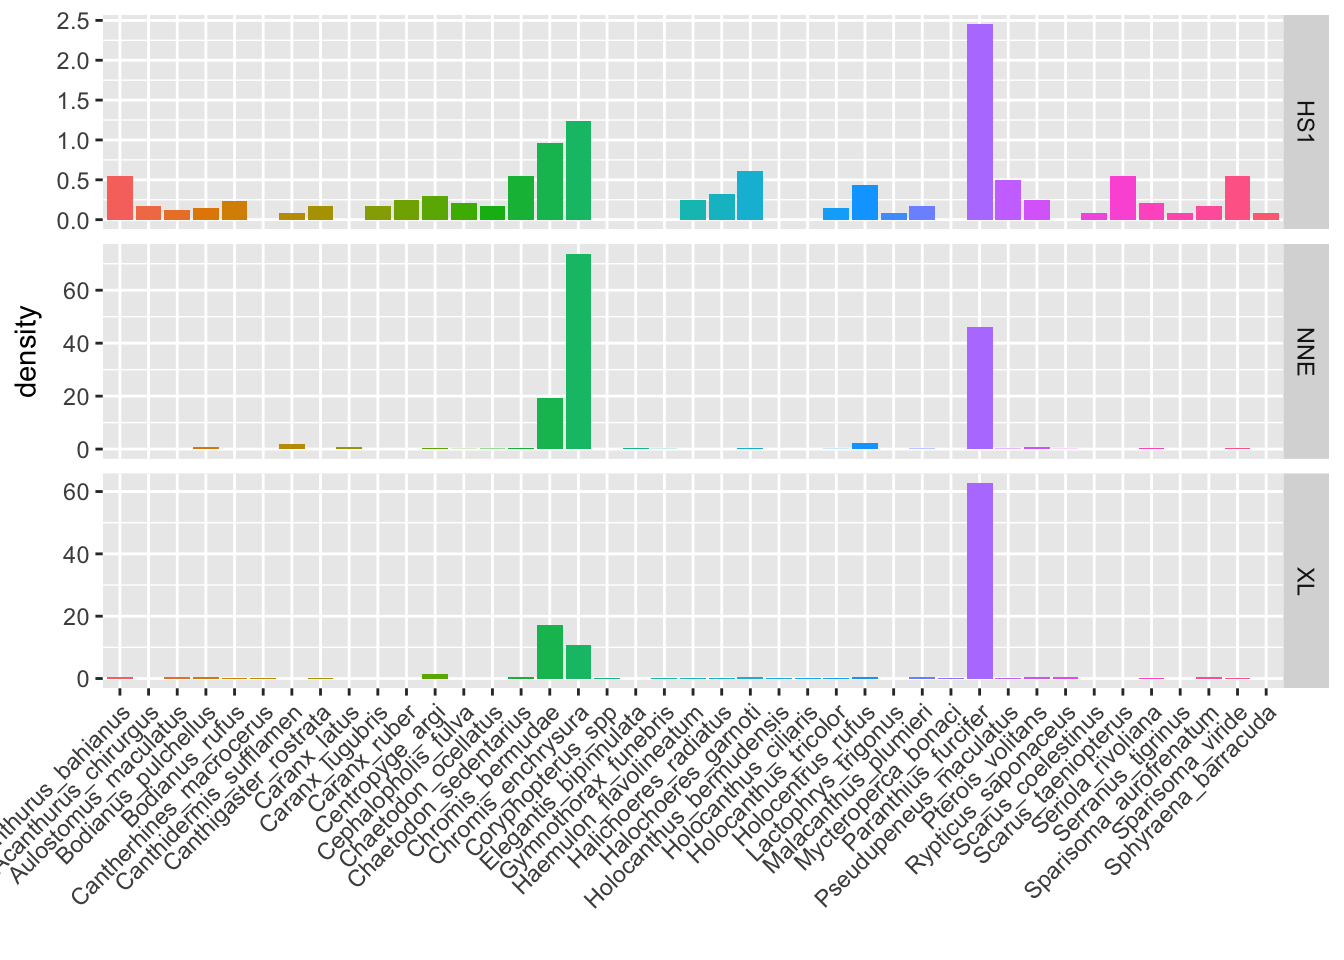 2.5
2.0
1.5
1.0
0.5
0.0
HS1
60
40
20
0
NNE
60
40
20
0
XL
density
nthurus_bahianus
Acanthurus_chirurgus
Aulostomus_maculatus
Bodianus_pulchellus
Bodianus_rufus
Cantherhines_macrocerus
Canthidermis_sufflamen
Canthigaster_rostrata
Caranx_latus
Caranx_lugubris
Caranx_ruber
Centropyge_argi
Cephalopholis_fulva
Chaetodon_ocellatus
Chaetodon_sedentarius
Chromis_bermudae
Chromis_enchrysura
Coryphopterus_spp
Elegantis_bipinnulata
Gymnothorax_funebris
Haemulon_flavolineatum
Halichoeres_radiatus
Halichoeres_garnoti
Holocanthus_bermudensis
Holocanthus_ciliaris
Holocanthus_tricolor
Holocentrus_rufus
Lactophrys_trigonus
Malacanthus_plumieri
Mycteroperca_bonaci
Paranthius_furcifer
Pseudupeneus_maculatus
Pterois_volitans
Rypticus_saponaceus
Scarus_coelestinus
Scarus_taeniopterus
Seriola_rivoliana
Serranus_tigrinus
Sparisoma_aurofrenatum
Sparisoma_viride
Sphyraena_barracuda